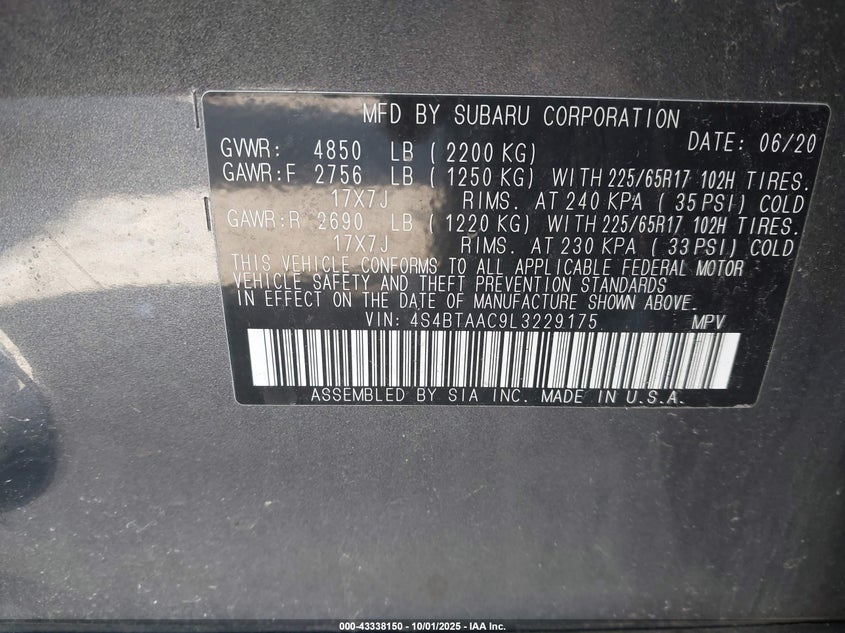 MFD BY SUBARU CORPORATION
DATE: 06/20
GVWR: 4850 LB (2200 KG)
GAWR:F 2756 LB (1250 KG) WITH 225/65R17 102H TIRES.
17X7J RIMS. AT 240 KPA (35 PSI) COLD
GAWR:R 2690 LB (1220 KG) WITH 225/65R17 102H TIRES.
17X7J RIMS. AT 230 KPA (33 PSI) COLD
THIS VEHICLE CONFORMS TO ALL APPLICABLE FEDERAL MOTOR
VEHICLE SAFETY AND THEFT PREVENTION STANDARDS
IN EFFECT ON THE DATE OF MANUFACTURE SHOWN ABOVE.
VIN: 4S4BTAAC9L3229175 MPV
ASSEMBLED BY SIA INC. MADE IN U.S.A.
000-43338150 - 10/01/2025 - IAA Inc.